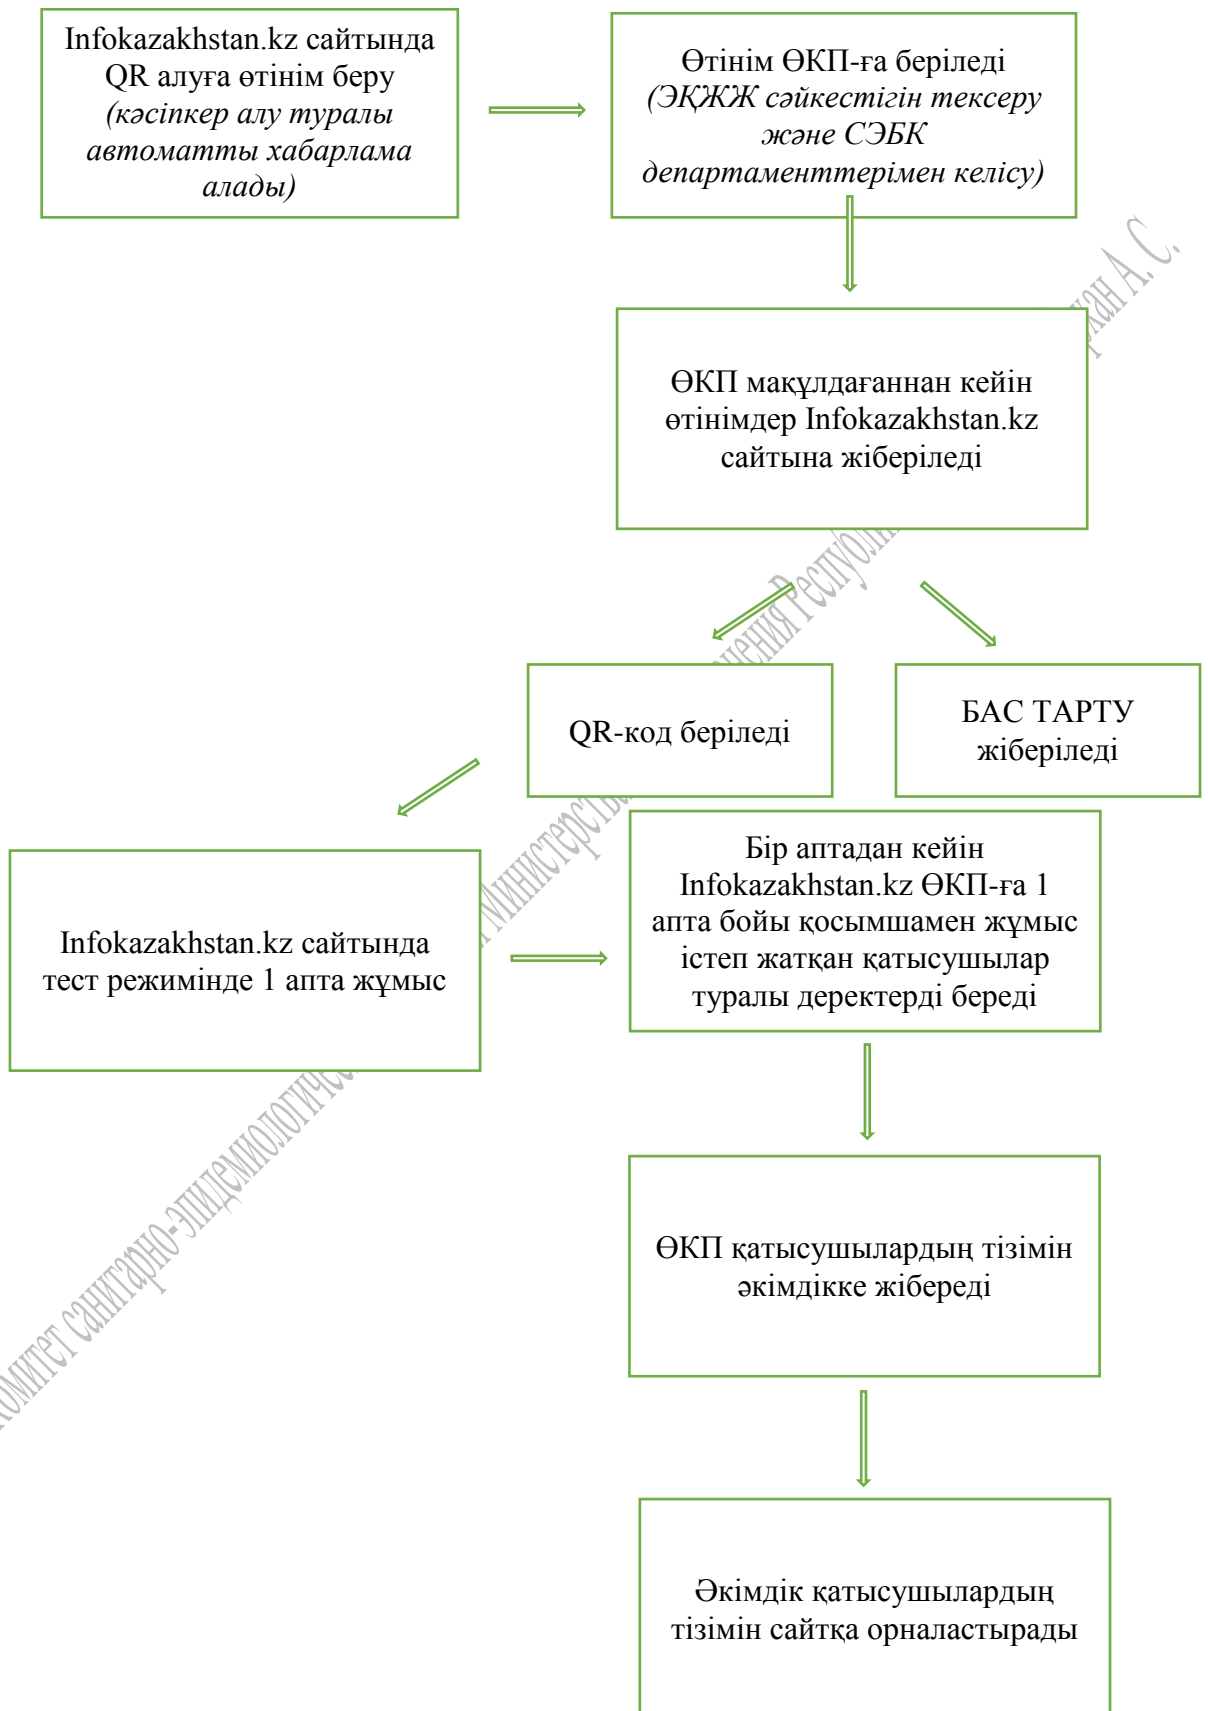 Infokazakhstan.kz сайтында
QR алуға өтінім беру
(кәсіпкер алу туралы
автоматты хабарлама
алады)
Өтінім ӨКП-ға беріледі
(ЭҚЖЖ сәйкестігін тексеру
және СЭБК
департаменттерімен келісу)
ӨКП мақұлдағаннан кейін
өтінімдер Infokazakhstan.kz
сайтына жіберіледі
QR-код беріледі
БАС ТАРТУ
жіберіледі
Infokazakhstan.kz сайтында
тест режимінде 1 апта жұмыс
Бір аптадан кейін
Infokazakhstan.kz ӨКП-ға 1
апта бойы қосымшамен жұмыс
істеп жатқан қатысушылар
туралы деректерді береді
ӨКП қатысушылардың тізімін
әкімдікке жібереді
Әкімдік қатысушылардың
тізімін сайтқа орналастырады